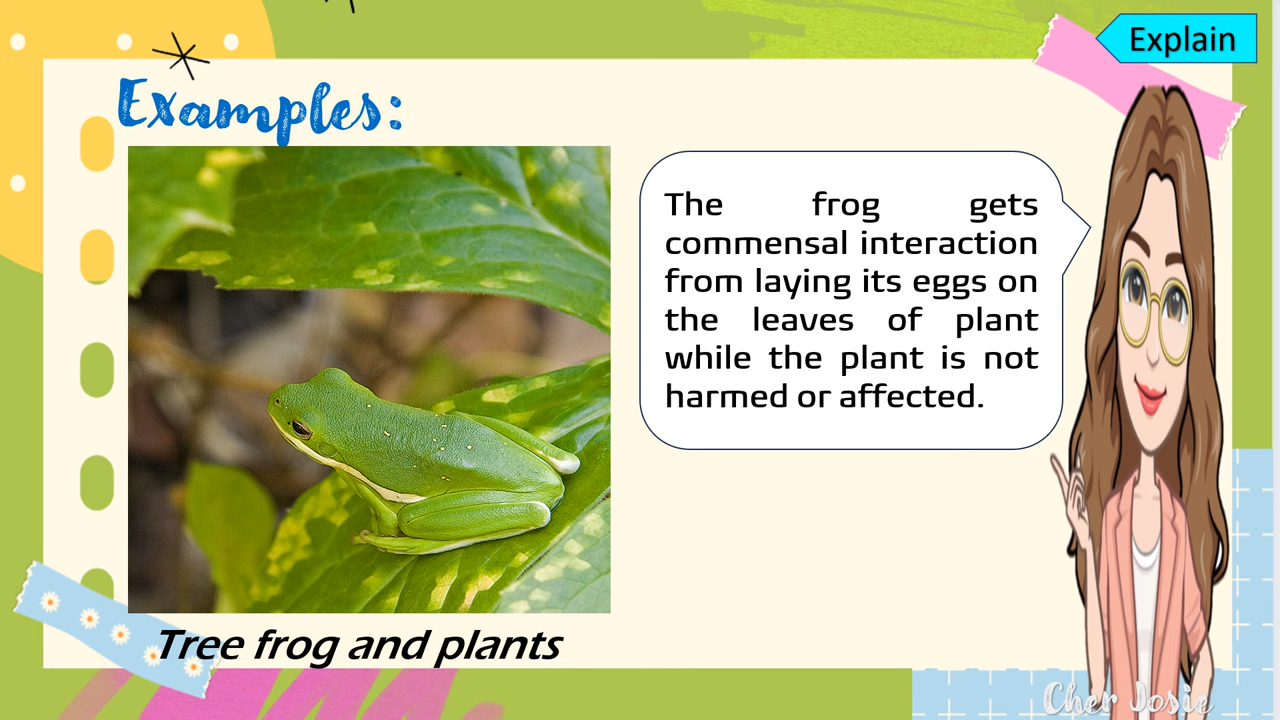 Explain
Examples:
The frog gets
commensal interaction
from laying its eggs on
the leaves of plant
while the plant is not
harmed or affected.
Tree frog and plants
Cher Josie